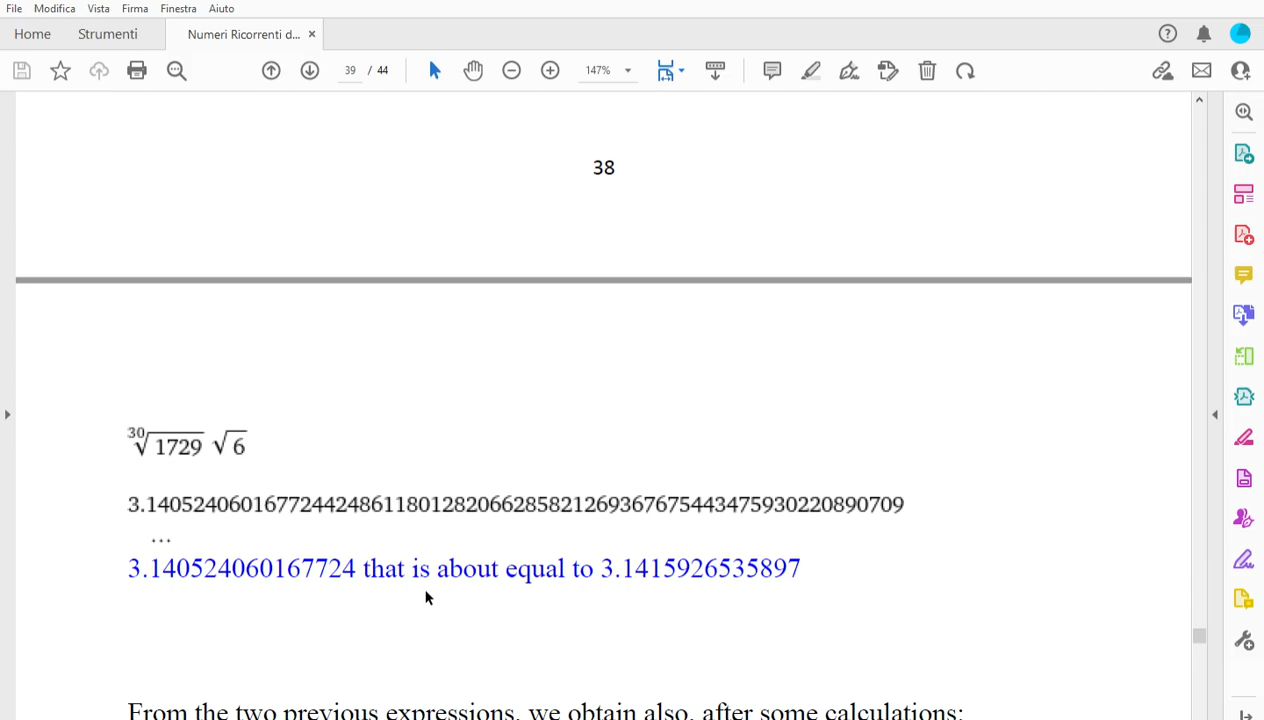 File Modifica Vista Firma Finestra Aiuto
Home Strumenti Numeri Ricorrenti d... ×
39 / 44 147%
38
30√1729 √6
3.14052406016772442486118012820662858212693676754434759302208907​09
...
3.140524060167724 that is about equal to 3.1415926535897
From the two previous expressions, we obtain also, after some calculations: